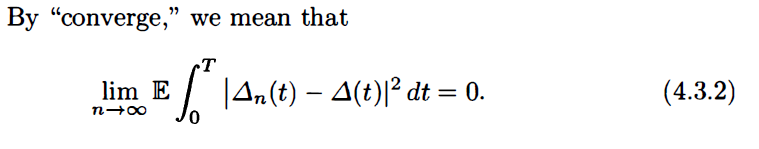 By “converge,” we mean that
lim_{n→∞} 𝔼 ∫_0^T |Δ_n(t) − Δ(t)|² dt = 0. (4.3.2)